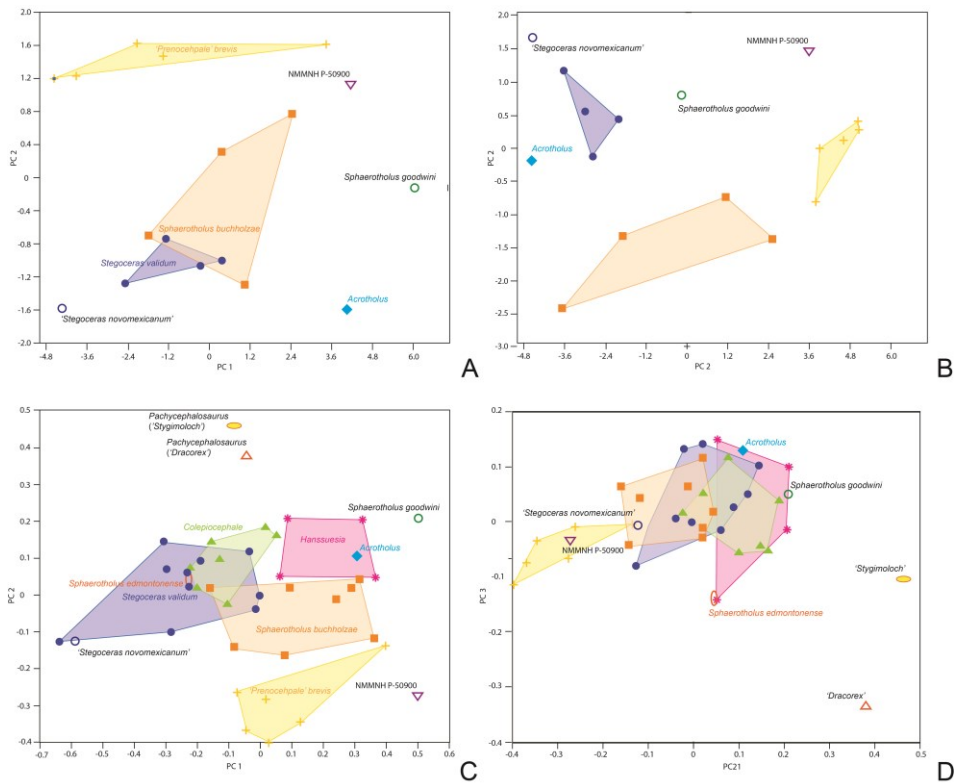 2.0
1.6
1.2
0.8
0.4
0
-0.4
-0.8
-1.2
-1.6
2.0
PC 2
'Prenocehpale' brevis
NMMNH P-50900
Sphaerotholus goodwini
Sphaerotholus buchholzae
Stegoceras validum
Acrotholus
'Stegoceras novomexicanum'
-4.8 -3.6 -2.4 -1.2 0 1.2 2.4 3.6 4.8 6.0
PC 1
A
2.0
1.5
1.0
0.5
0
-0.5
-1.0
-1.5
-2.0
-2.5
-3.0
PC 2
'Stegoceras novomexicanum'
NMMNH P-50900
Sphaerotholus goodwini
Acrotholus
-4.8 -3.6 -2.4 -1.2 0 1.2 2.4 3.6 4.8 6.0
PC 2
B
0.5
0.4
0.3
0.2
0.1
0
-0.1
-0.2
-0.3
-0.4
PC 2
Pachycephalosaurus
('Stygimoloch')
Pachycephalosaurus
('Dracorex')
Sphaerotholus goodwini
Colepiocephale
Hanssuesia
Acrotholus
Sphaerotholus edmontonense
Stegoceras validum
Sphaerotholus buchholzae
'Stegoceras novomexicanum'
'Prenocehpale' brevis
NMMNH P-50900
-0.7 -0.6 -0.5 -0.4 -0.3 -0.2 -0.1 0 0.1 0.2 0.3 0.4 0.5 0.6
PC 1
C
0.2
0.1
0
-0.1
-0.2
-0.3
-0.4
PC 3
Acrotholus
Sphaerotholus goodwini
'Stegoceras novomexicanum'
NMMNH P-50900
'Stygimoloch'
Sphaerotholus edmontonense
'Dracorex'
-0.4 -0.3 -0.2 -0.1 0 0.1 0.2 0.3 0.4 0.5
PC21
D